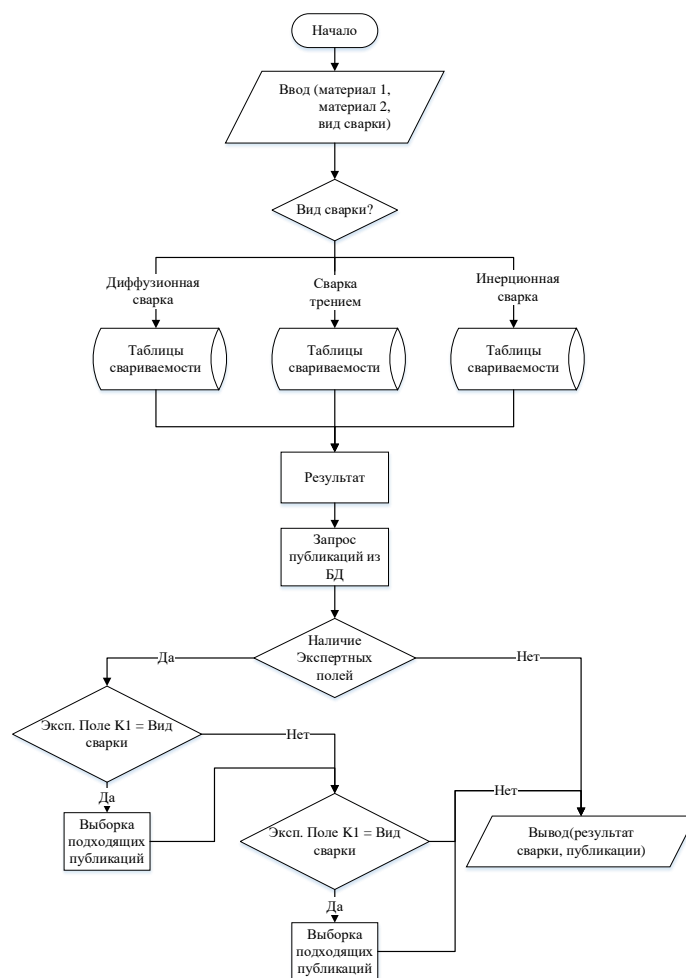 Начало
Ввод (материал 1,
материал 2,
вид сварки)
Вид сварки?
Диффузионная
сварка
Сварка
трением
Инерционная
сварка
Таблицы
свариваемости
Таблицы
свариваемости
Таблицы
свариваемости
Результат
Запрос
публикаций из
БД
Наличие
Экспертных
полей
Да
Нет
Эксп. Поле K1 = Вид
сварки
Нет
Да
Выборка
подходящих
публикаций
Эксп. Поле K1 = Вид
сварки
Нет
Вывод(результат
сварки, публикации)
Да
Выборка
подходящих
публикаций